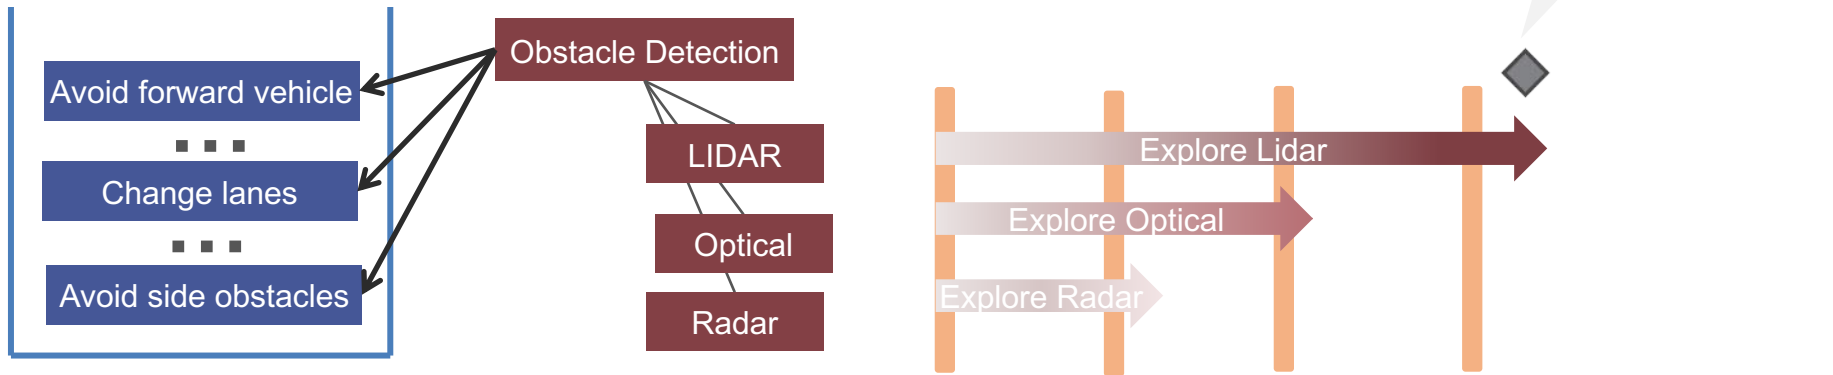 Obstacle Detection
Avoid forward vehicle
Change lanes
Avoid side obstacles
LIDAR
Optical
Radar
Explore Lidar
Explore Optical
Explore Radar